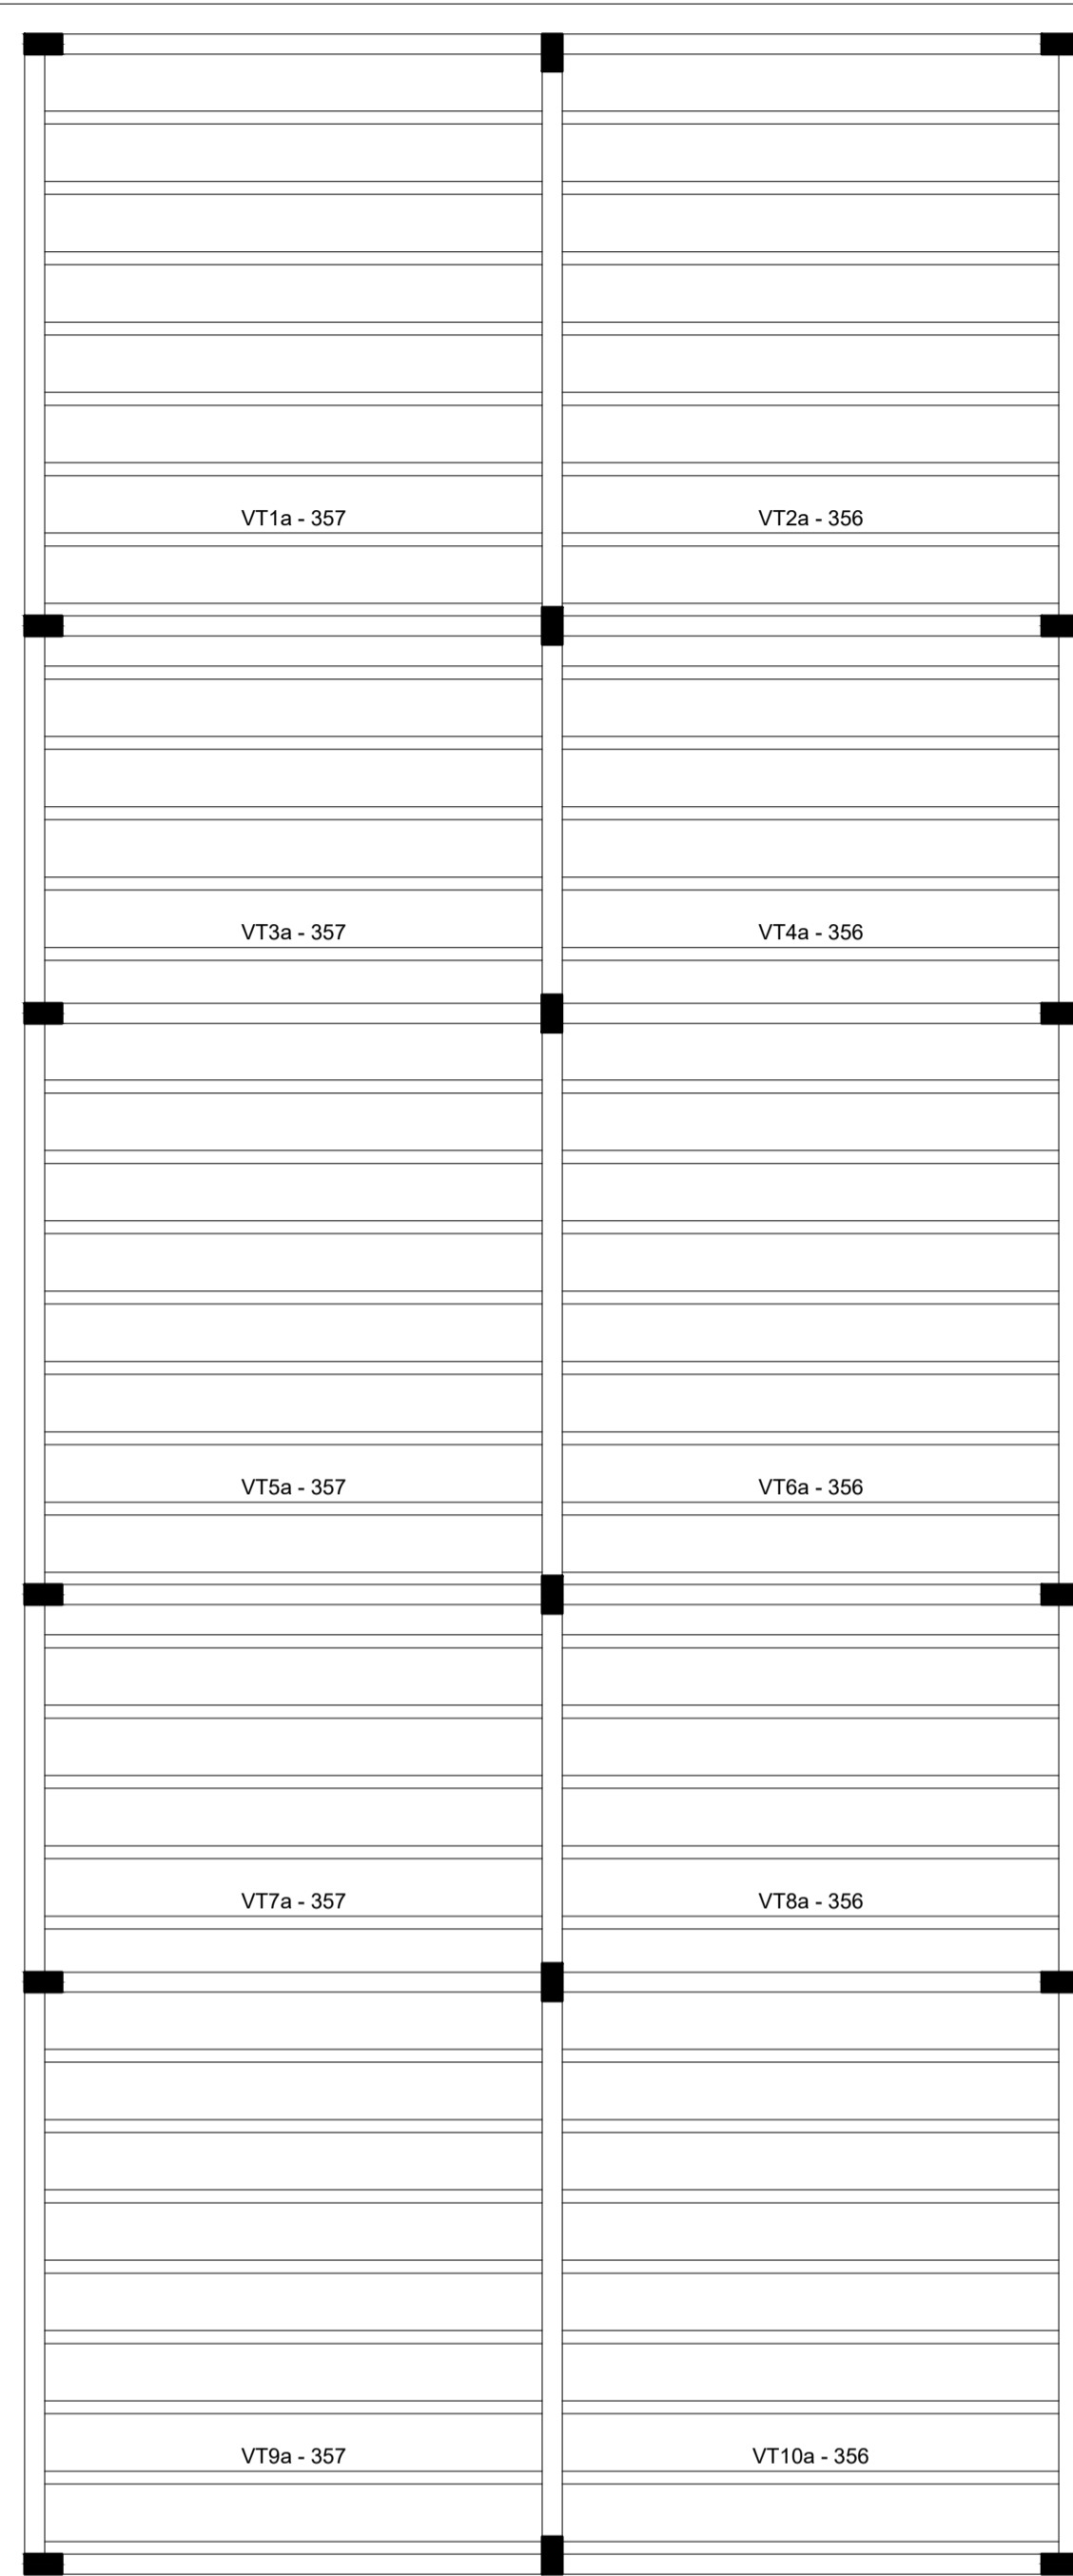 VT1a - 357
VT2a - 356
VT3a - 357
VT4a - 356
VT5a - 357
VT6a - 356
VT7a - 357
VT8a - 356
VT9a - 357
VT10a - 356